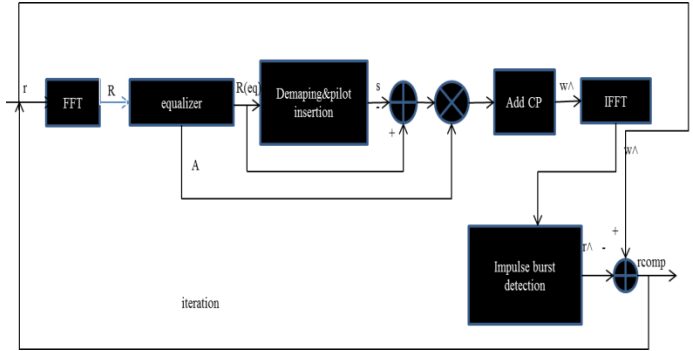 r
FFT
R
equalizer
R(eq)
Demaping&pilot
insertion
s
-
+
Add CP
w^
IFFT
w^
A
+
Impulse burst
detection
r^
-
rcomp
iteration